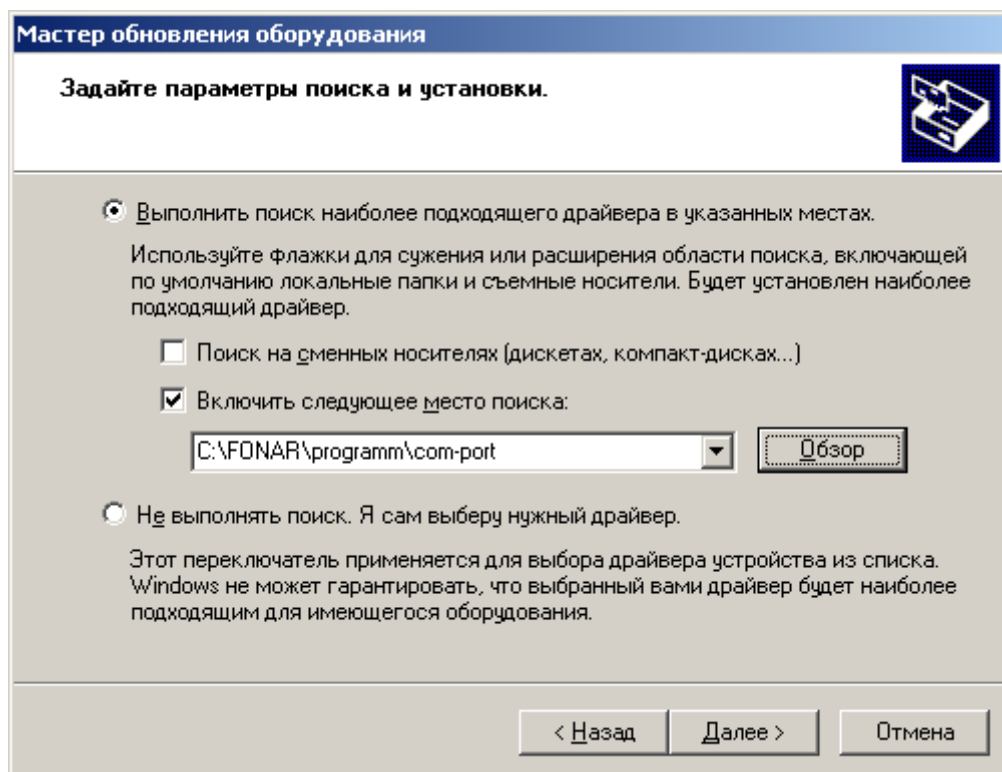 Мастер обновления оборудования
Задайте параметры поиска и установки.
Выполнить поиск наиболее подходящего драйвера в указанных местах.
Используйте флажки для сужения или расширения области поиска, включающей
по умолчанию локальные папки и съемные носители. Будет установлен наиболее
подходящий драйвер.
Поиск на сменных носителях (дискетах, компакт-дисках...)
Включить следующее место поиска:
C:\FONAR\programm\com-port
Обзор
Не выполнять поиск. Я сам выберу нужный драйвер.
Этот переключатель применяется для выбора драйвера устройства из списка.
Windows не может гарантировать, что выбранный вами драйвер будет наиболее
подходящим для имеющегося оборудования.
< Назад Далее > Отмена